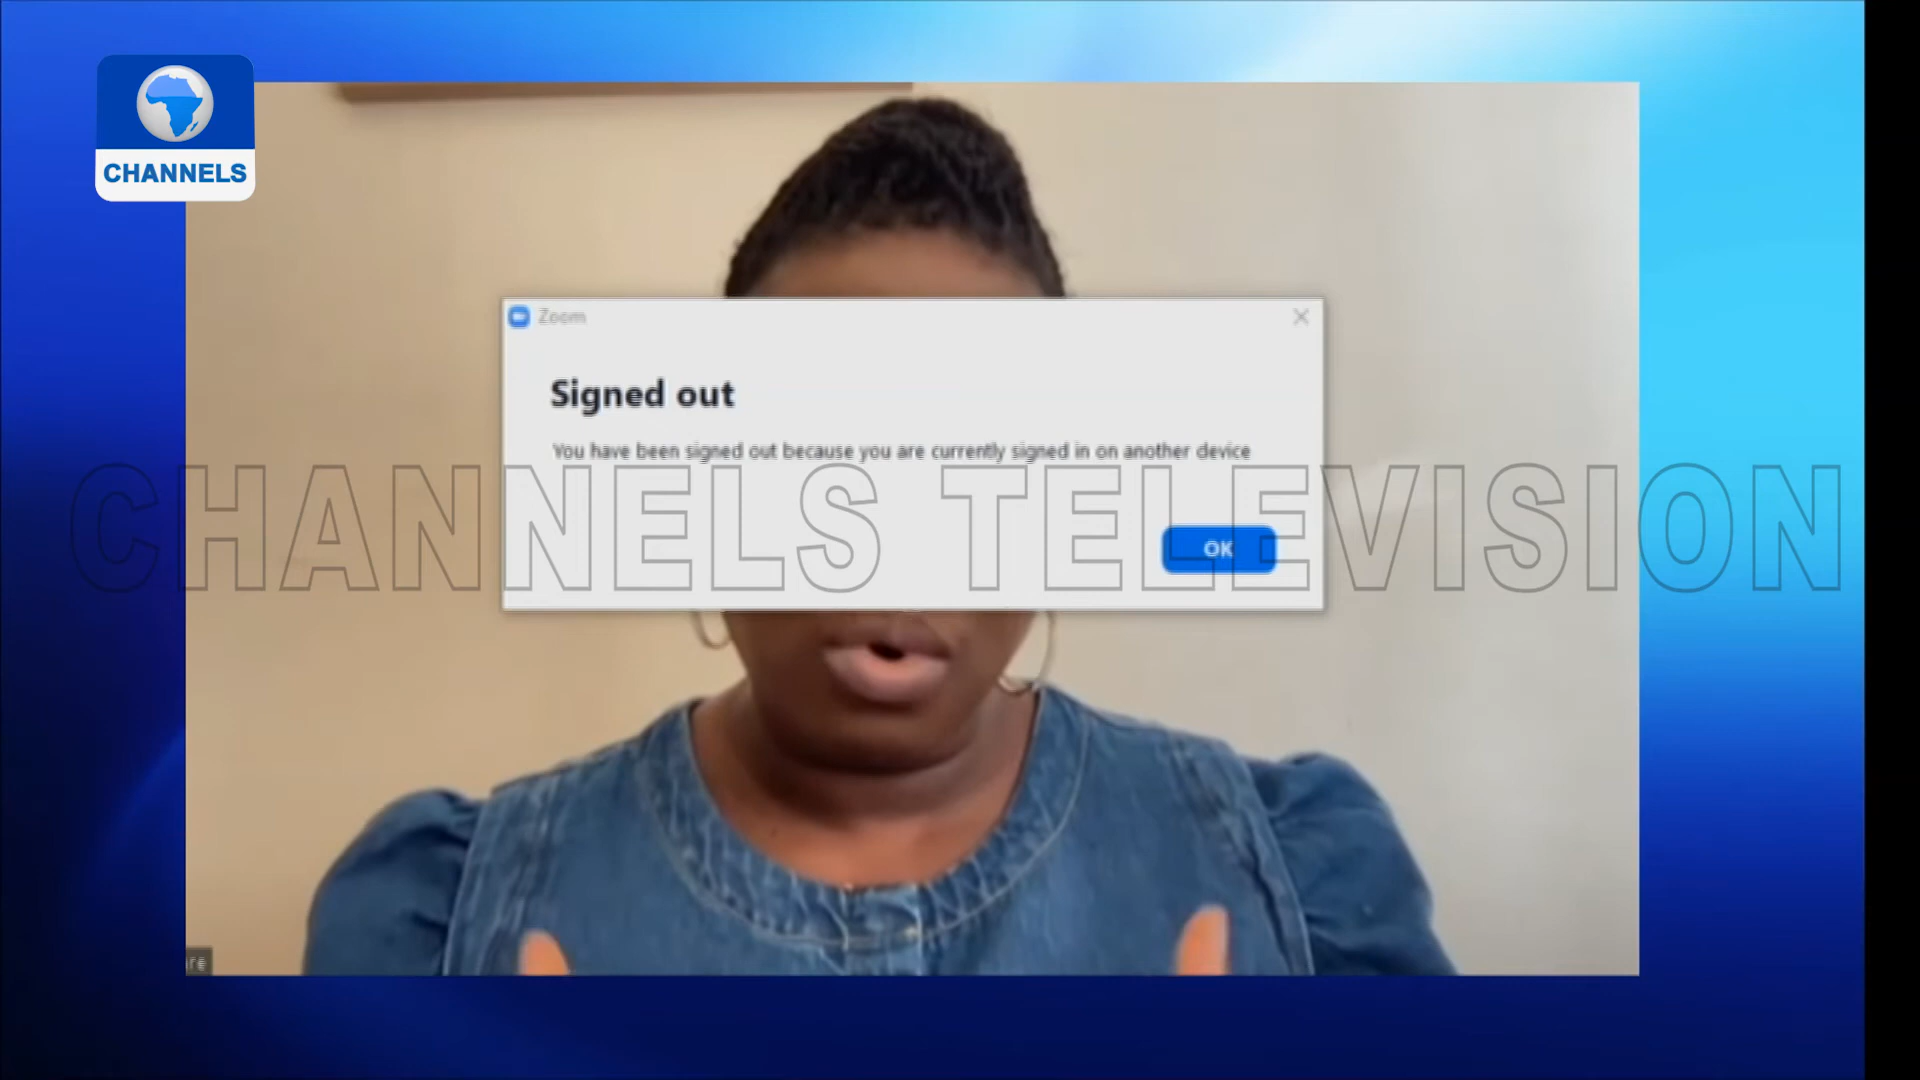 CHANNELS
Zoom
Signed out
You have been signed out because you are currently signed in on another device
CHANNELS TELEVISION
OK